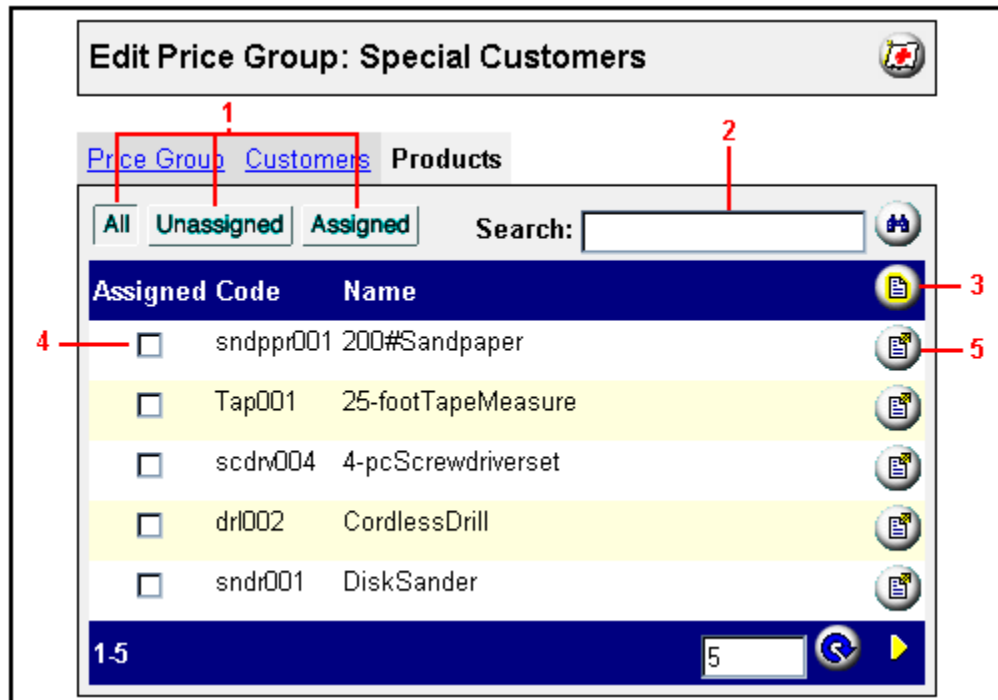 Edit Price Group: Special Customers
1
2
Price Group Customers Products
All Unassigned Assigned Search:
Assigned Code Name
3
4
sndppr001 200#Sandpaper
5
Tap001 25-footTapeMeasure
scdrv004 4-pcScrewdriverset
drl002 CordlessDrill
sndr001 DiskSander
1-5 5